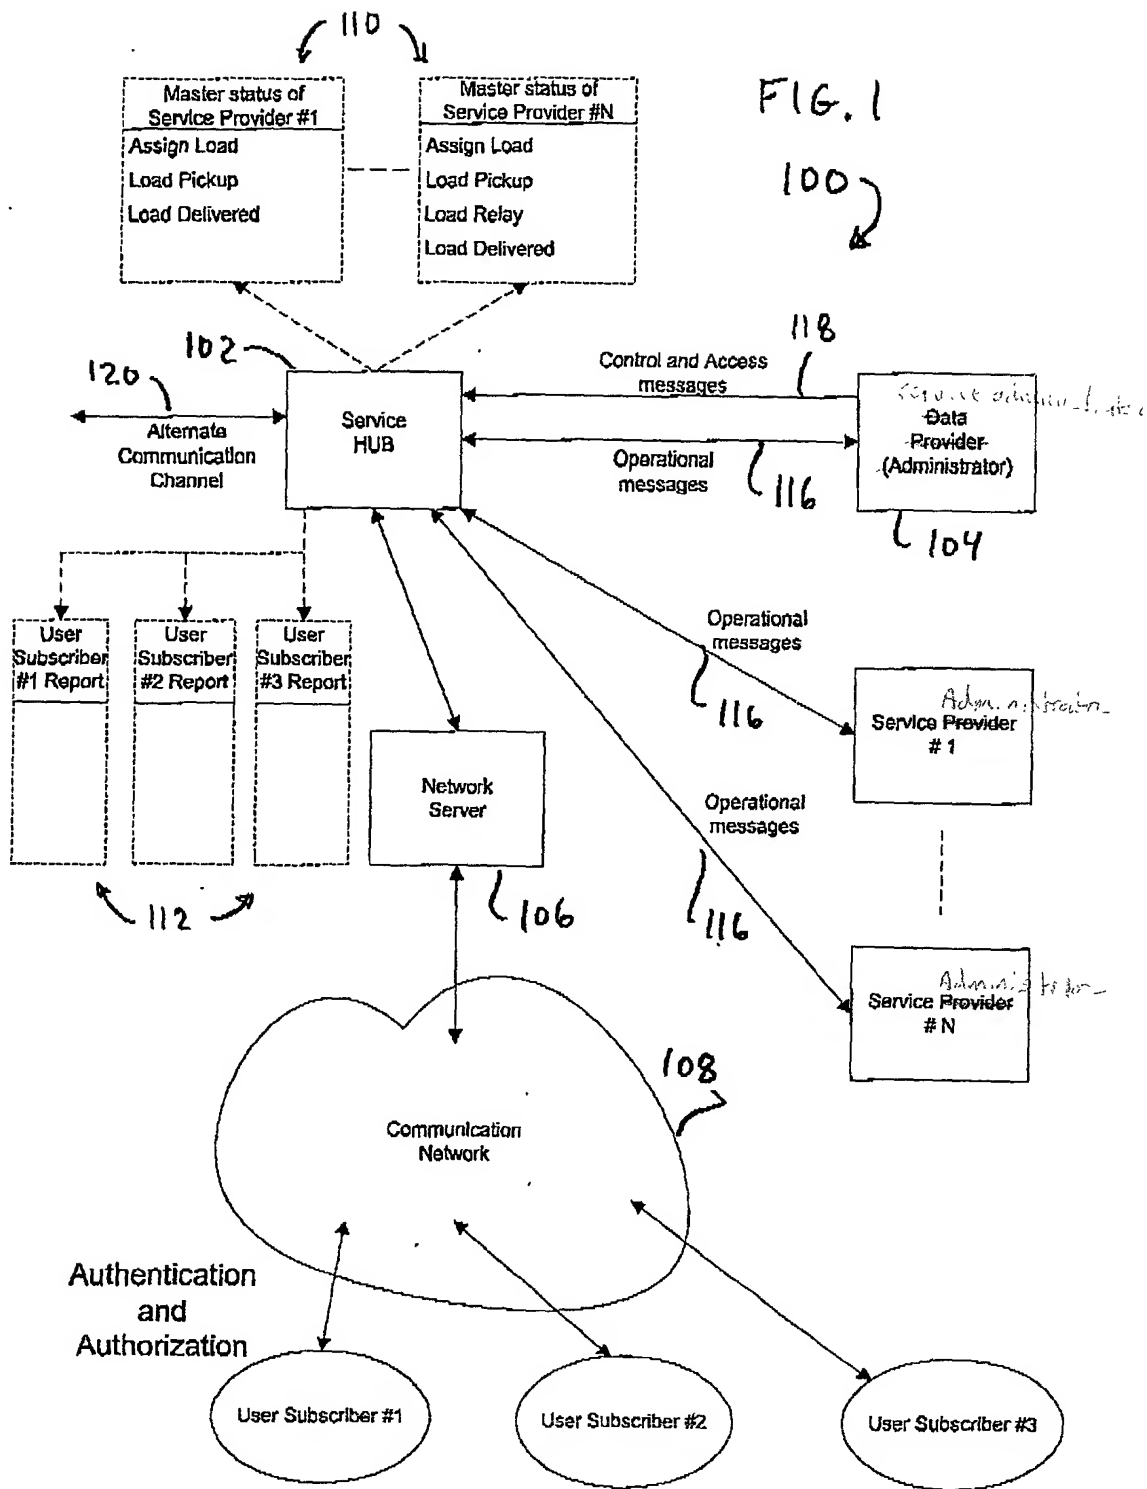 110
FIG. 1
100
Master status of
Service Provider #1
Assign Load
Load Pickup
Load Delivered
Master status of
Service Provider #N
Assign Load
Load Pickup
Load Relay
Load Delivered
102
120
Alternate
Communication
Channel
Service
HUB
118
Control and Access
messages
Operational
messages
116
Data
Provider
(Administrator)
104
User
Subscriber
#1 Report
User
Subscriber
#2 Report
User
Subscriber
#3 Report
112
Operational
messages
116
Administrator
Service Provider
# 1
Network
Server
106
Operational
messages
116
Administrator
Service Provider
# N
108
Communication
Network
Authentication
and
Authorization
User Subscriber #1
User Subscriber #2
User Subscriber #3